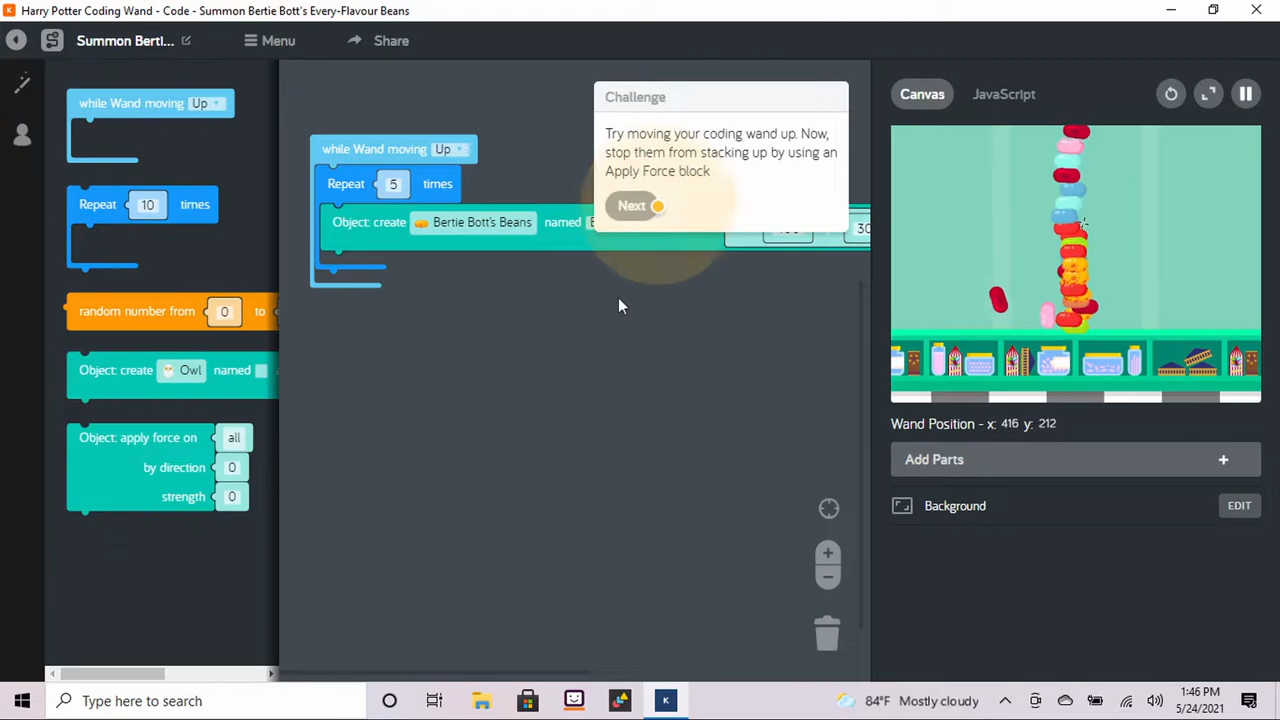 Harry Potter Coding Wand - Code - Summon Bertie Bott's Every-Flavour Beans
Summon Bertl...
Menu
Share
while Wand moving Up
Repeat 10 times
random number from 0 to
Object: create Owl named
Object: apply force on all
by direction 0
strength 0
while Wand moving Up
Repeat 5 times
Object: create Bertie Bott's Beans named
30
Challenge
Try moving your coding wand up. Now,
stop them from stacking up by using an
Apply Force block
Next
Canvas
JavaScript
Wand Position - x: 416 y: 212
Add Parts +
Background
EDIT
Type here to search
K
84°F Mostly cloudy
1:46 PM
5/24/2021